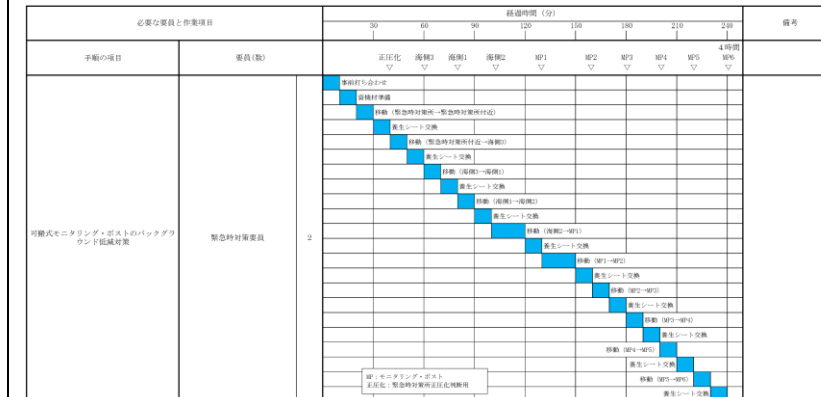 必要な要員と作業項目
経過時間（分）
備考
30 60 90 120 150 180 210 240
4時間
手順の項目
要員(数)
正圧化 海側3 海側1 海側2 MP1 MP2 MP3 MP4 MP5 MP6
▽ ▽ ▽ ▽ ▽ ▽ ▽ ▽ ▽ ▽
可搬式モニタリング・ポストのバックグラ
ウンド低減対策
緊急時対策要員
2
事前打ち合わせ
資機材準備
移動（緊急時対策所→緊急時対策所付近）
養生シート交換
移動（緊急時対策所付近→海側3）
養生シート交換
移動（海側3→海側1）
養生シート交換
移動（海側1→海側2）
養生シート交換
移動（海側2→MP1）
養生シート交換
移動（MP1→MP2）
養生シート交換
移動（MP2→MP3）
養生シート交換
移動（MP3→MP4）
養生シート交換
移動（MP4→MP5）
養生シート交換
移動（MP5→MP6）
養生シート交換
MP：モニタリング・ポスト
正圧化：緊急時対策所正圧化判断用